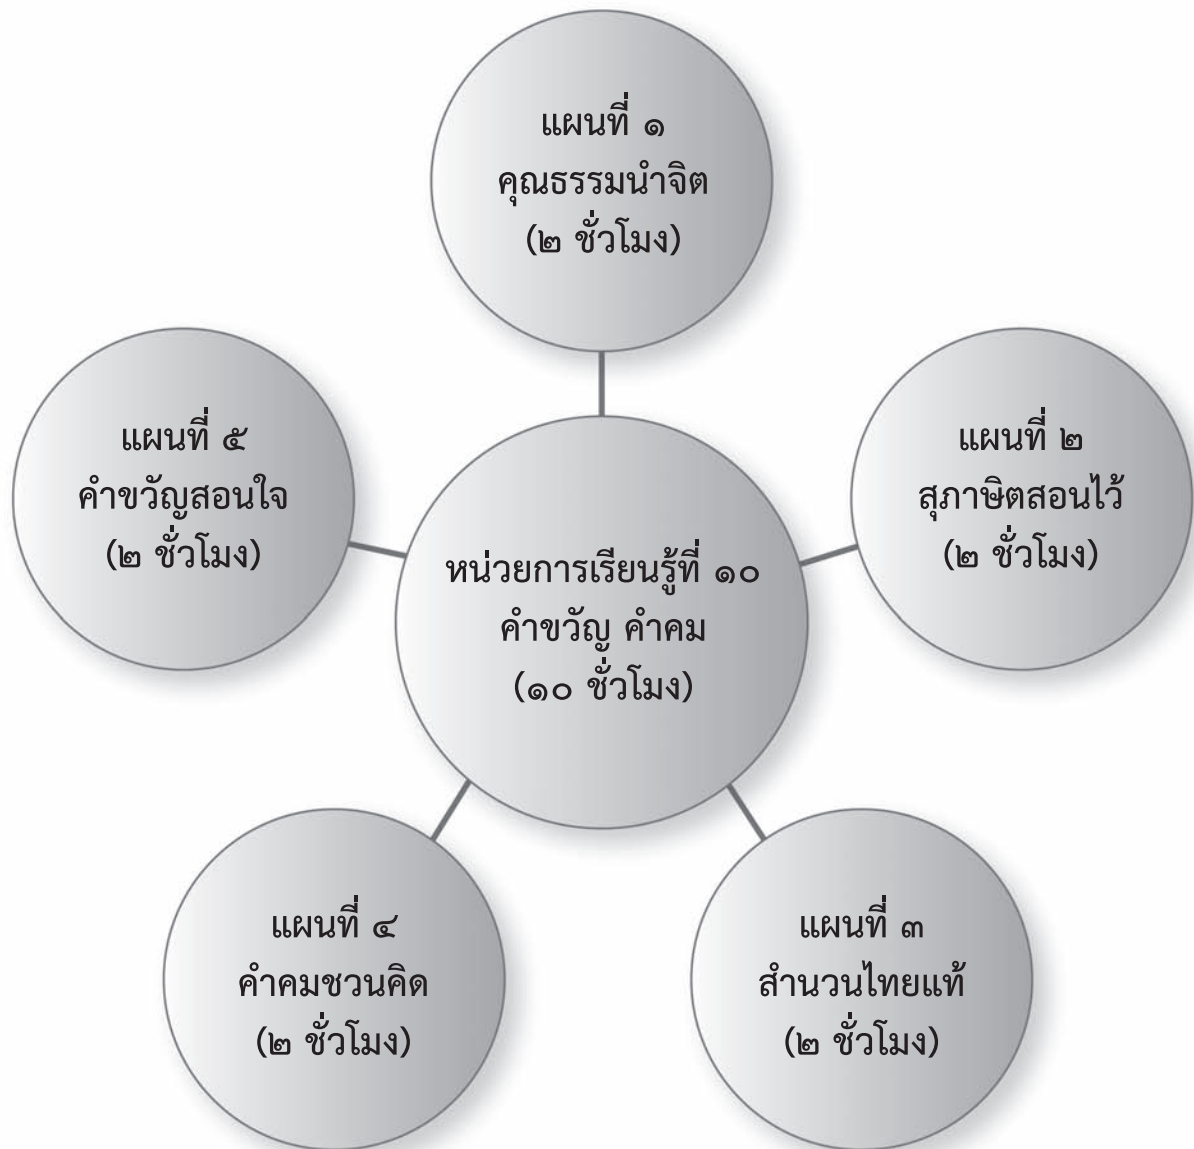 แผนที่ ๑
คุณธรรมนำจิต
(๒ ชั่วโมง)
แผนที่ ๕
คำขวัญสอนใจ
(๒ ชั่วโมง)
แผนที่ ๒
สุภาษิตสอนไว้
(๒ ชั่วโมง)
หน่วยการเรียนรู้ที่ ๑๐
คำขวัญ คำคม
(๑๐ ชั่วโมง)
แผนที่ ๔
คำคมชวนคิด
(๒ ชั่วโมง)
แผนที่ ๓
สำนวนไทยแท้
(๒ ชั่วโมง)